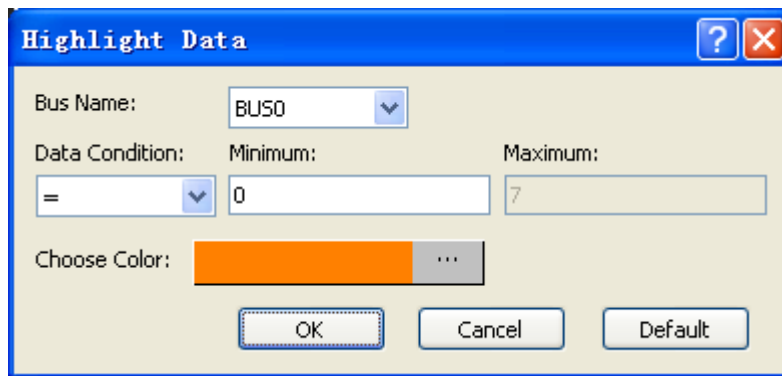 Highlight Data
Bus Name: BUS0
Data Condition: Minimum: Maximum:
= 0 7
Choose Color: ...
OK Cancel Default